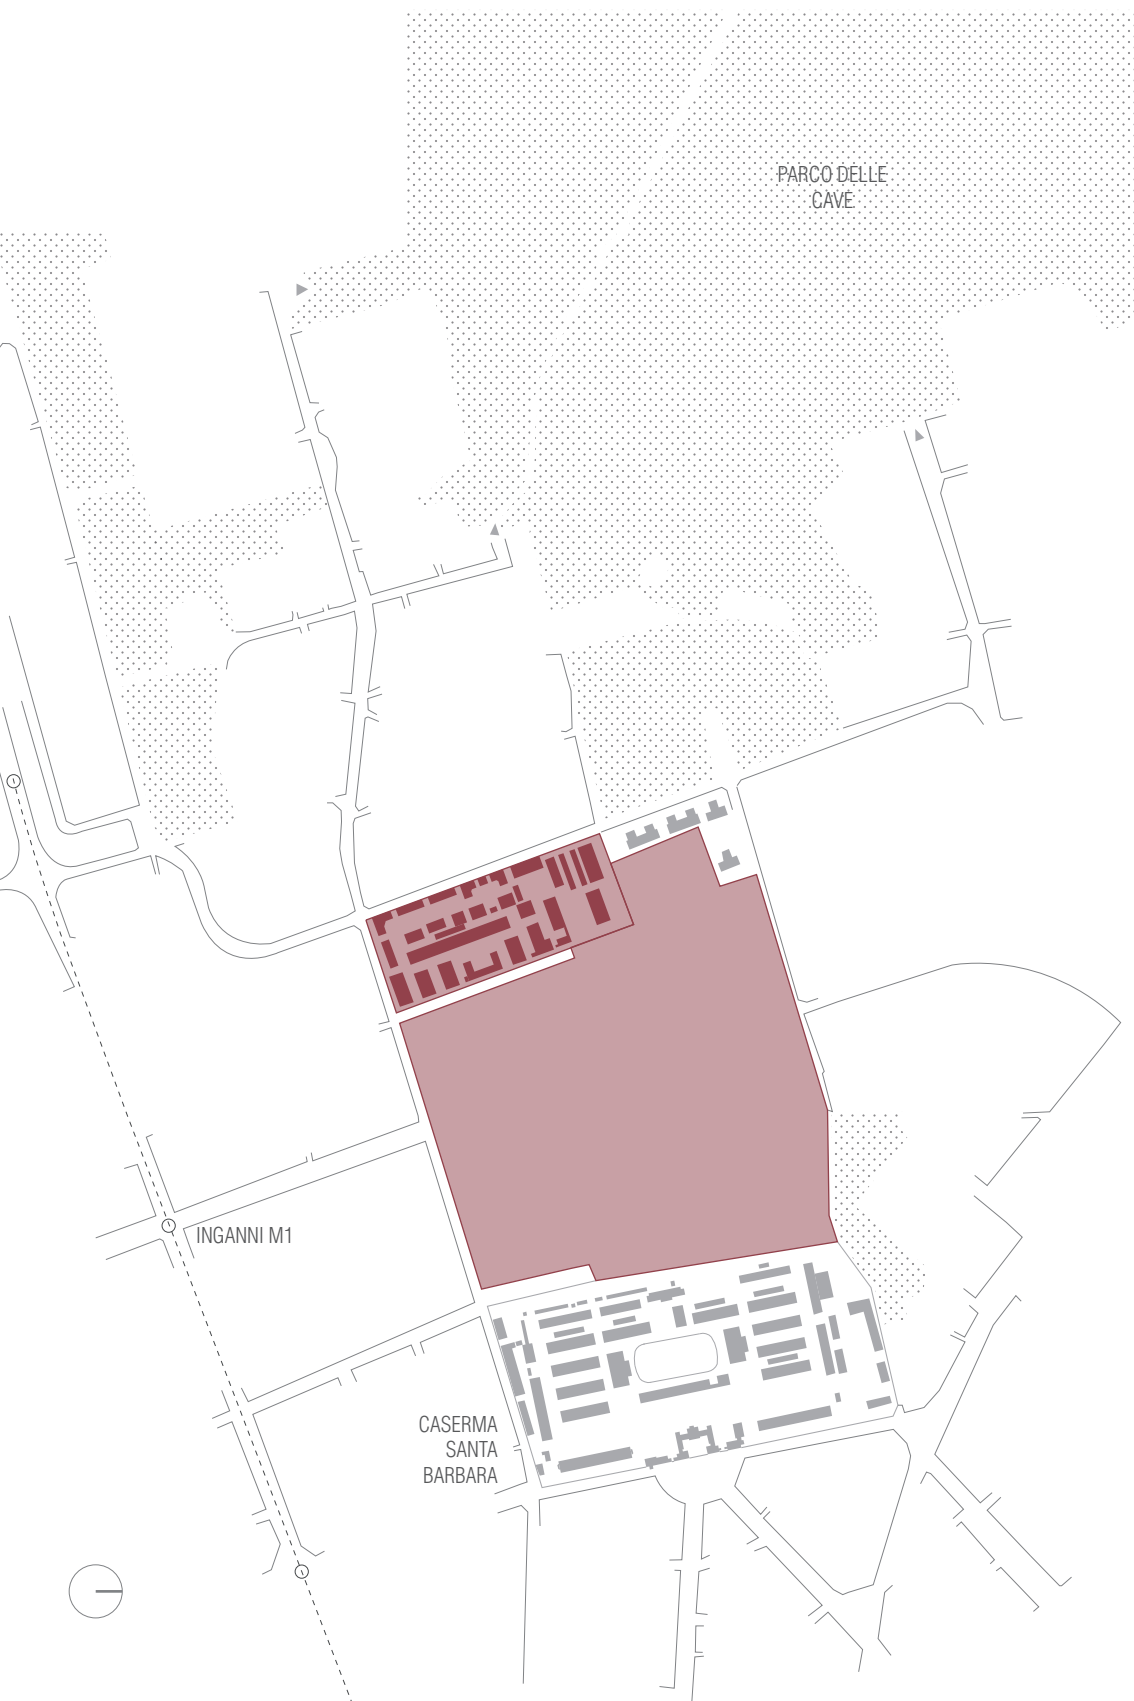 PARCO DELLE
CAVE
INGANNI M1
CASERMA
SANTA
BARBARA